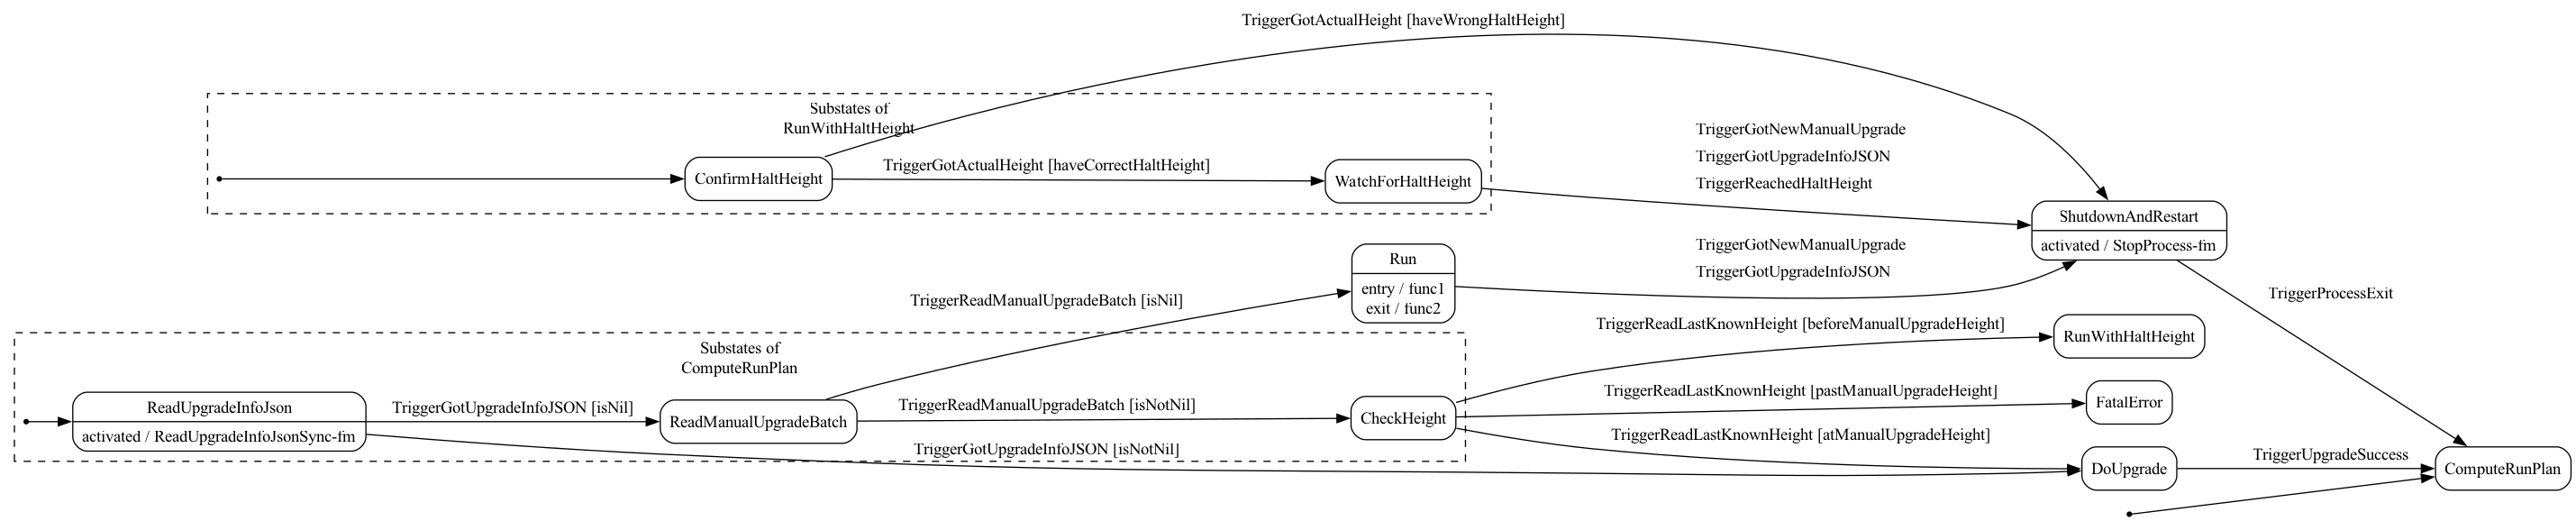 TriggerGotActualHeight [haveWrongHaltHeight]
Substates of
RunWithHaltHeight
ConfirmHaltHeight
TriggerGotActualHeight [haveCorrectHaltHeight]
WatchForHaltHeight
TriggerGotNewManualUpgrade
TriggerGotUpgradeInfoJSON
TriggerReachedHaltHeight
ShutdownAndRestart
activated / StopProcess-fm
Run
entry / func1
exit / func2
TriggerGotNewManualUpgrade
TriggerGotUpgradeInfoJSON
TriggerProcessExit
TriggerReadManualUpgradeBatch [isNil]
Substates of
ComputeRunPlan
ReadUpgradeInfoJson
activated / ReadUpgradeInfoJsonSync-fm
TriggerGotUpgradeInfoJSON [isNil]
ReadManualUpgradeBatch
TriggerReadManualUpgradeBatch [isNotNil]
CheckHeight
TriggerGotUpgradeInfoJSON [isNotNil]
TriggerReadLastKnownHeight [beforeManualUpgradeHeight]
RunWithHaltHeight
TriggerReadLastKnownHeight [pastManualUpgradeHeight]
FatalError
TriggerReadLastKnownHeight [atManualUpgradeHeight]
DoUpgrade
TriggerUpgradeSuccess
ComputeRunPlan